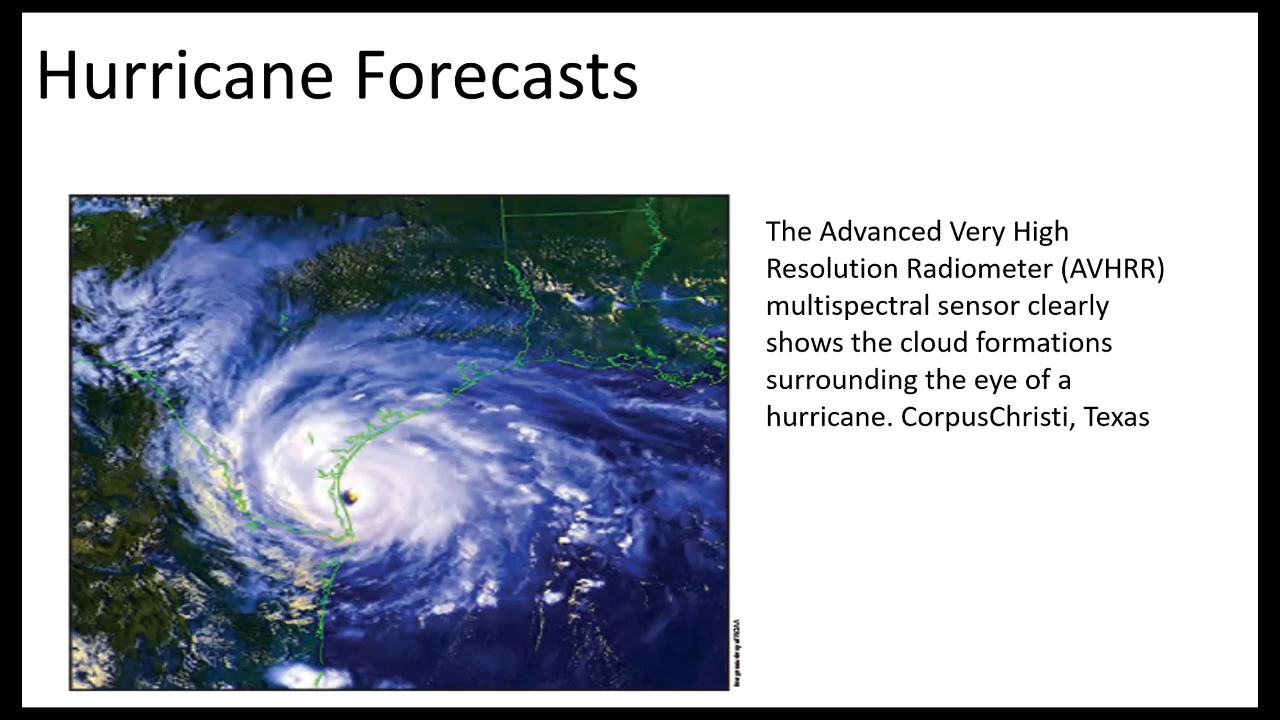 Hurricane Forecasts
The Advanced Very High
Resolution Radiometer (AVHRR)
multispectral sensor clearly
shows the cloud formations
surrounding the eye of a
hurricane. CorpusChristi, Texas